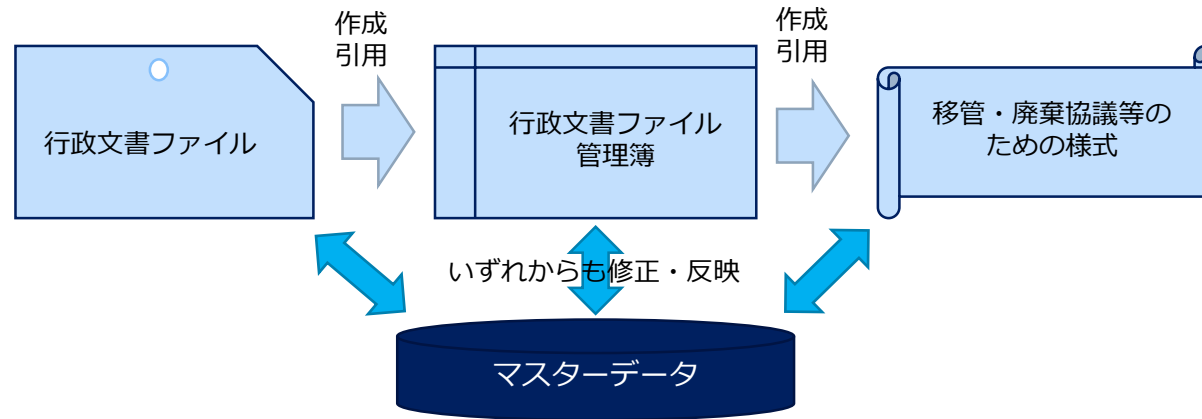 作成
引用
作成
引用
行政文書ファイル
行政文書ファイル
管理簿
移管・廃棄協議等の
ための様式
いずれからも修正・反映
マスターデータ